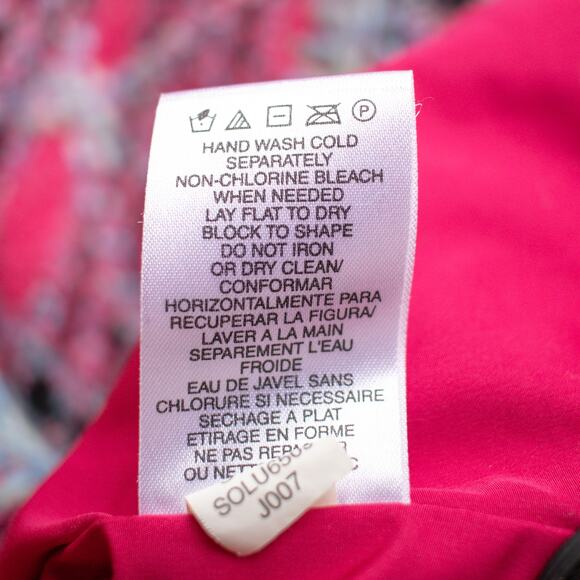 P
HAND WASH COLD
SEPARATELY
NON-CHLORINE BLEACH
WHEN NEEDED
LAY FLAT TO DRY
BLOCK TO SHAPE
DO NOT IRON
OR DRY CLEAN/
CONFORMAR
HORIZONTALMENTE PARA
RECUPERAR LA FIGURA/
LAVER A LA MAIN
SEPAREMENT L'EAU
FROIDE
EAU DE JAVEL SANS
CHLORURE SI NECESSAIRE
SECHAGE A PLAT
ETIRAGE EN FORME
NE PAS
OU
J007